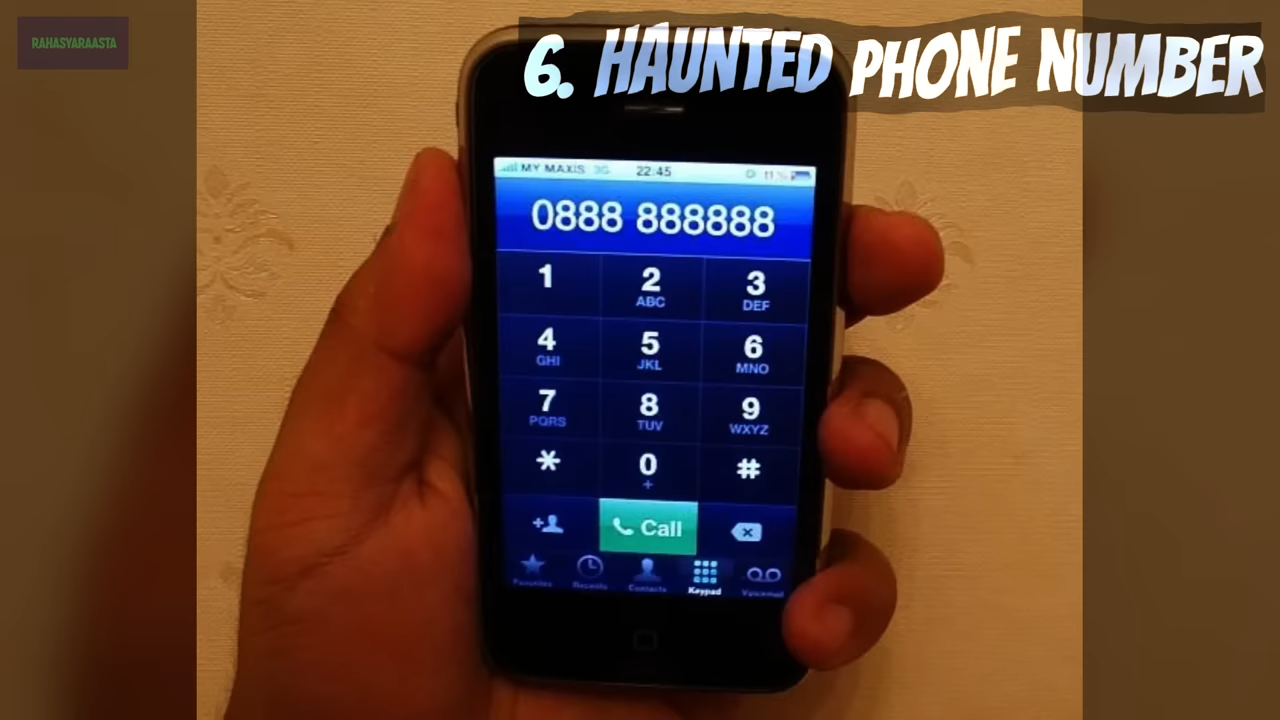 RAHASYARAASTA
6. HAUNTED PHONE NUMBER
MY MAXIS 3G 22:45 11%
0888 888888
1 2 3
ABC DEF
4 5 6
GHI JKL MNO
7 8 9
PQRS TUV WXYZ
* 0 #
+
+ Call
Favorites Recents Contacts Keypad Voicemail